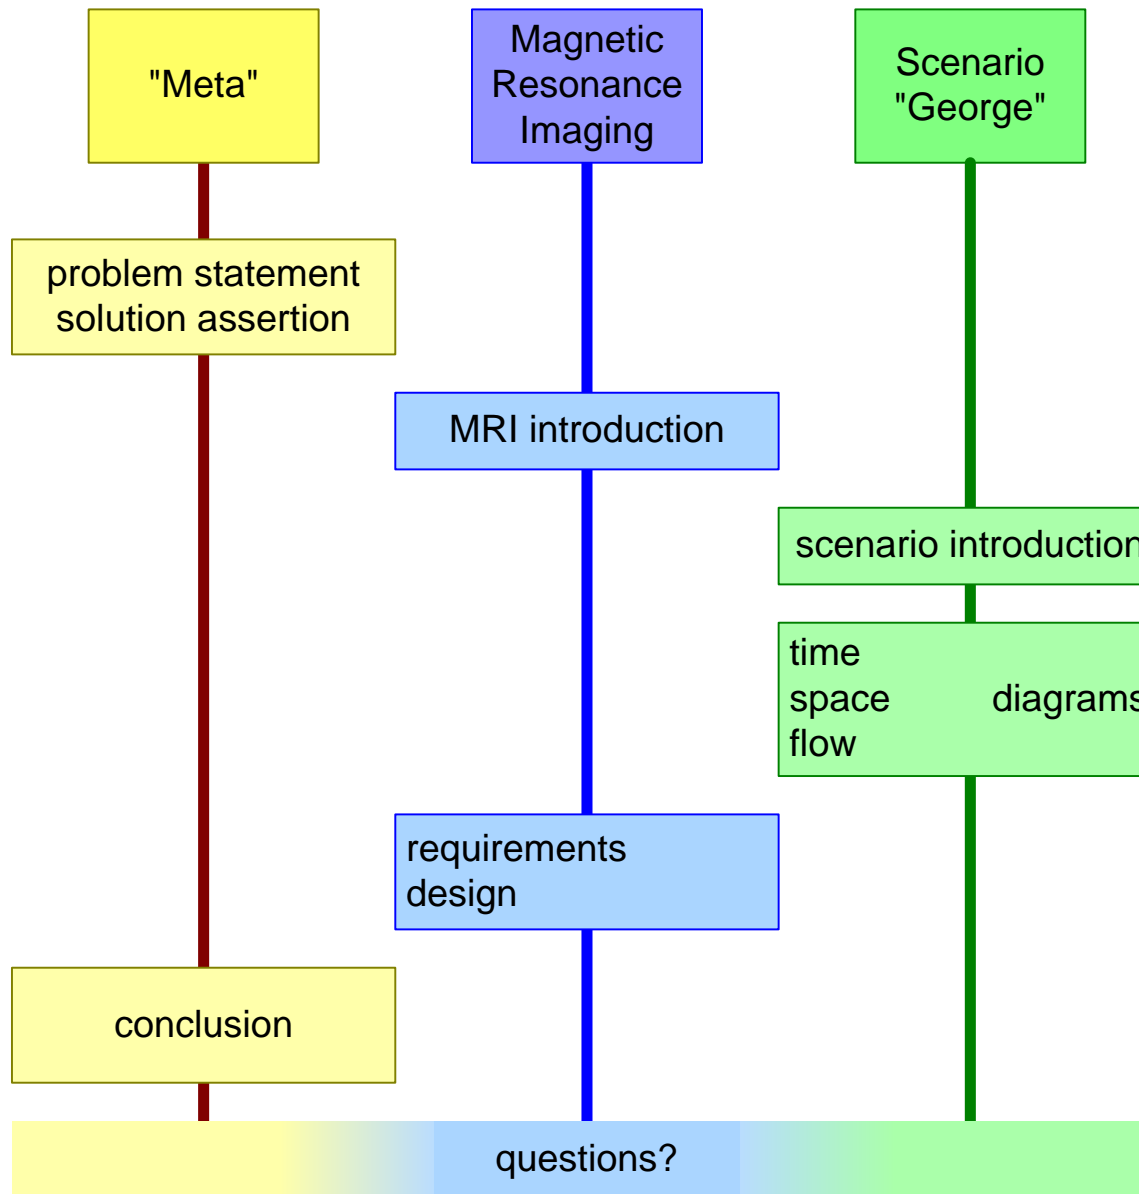 "Meta"
Magnetic
Resonance
Imaging
Scenario
"George"
problem statement
solution assertion
MRI introduction
scenario introduction
time
space diagrams
flow
requirements
design
conclusion
questions?